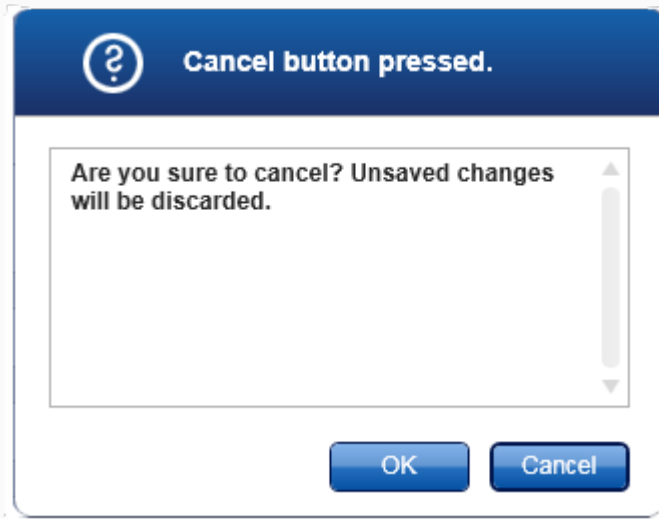 Cancel button pressed.
Are you sure to cancel? Unsaved changes
will be discarded.
OK
Cancel